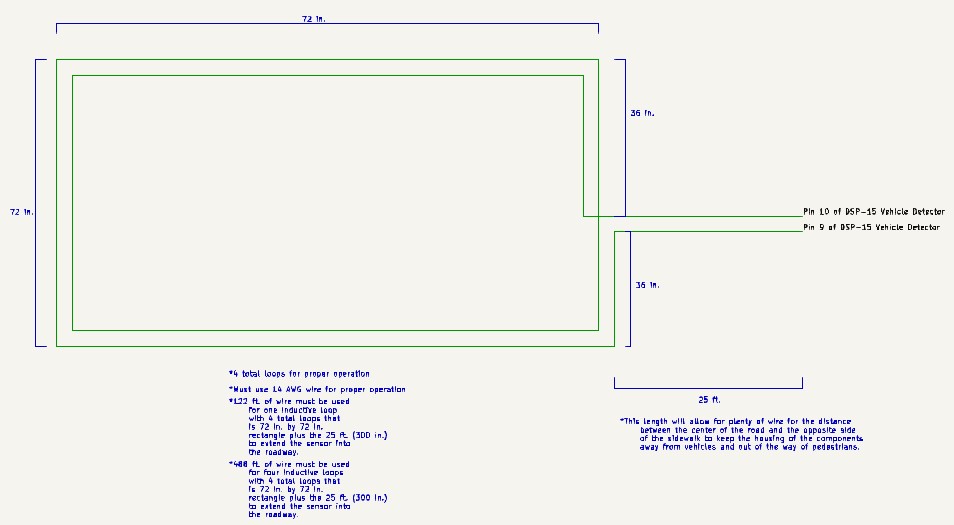 72 in.
36 in.
72 in.
Pin 10 of DSP-15 Vehicle Detector
Pin 9 of DSP-15 Vehicle Detector
36 in.
*4 total loops for proper operation
*Must use 14 AWG wire for proper operation
*122 ft. of wire must be used
for one inductive loop
with 4 total loops that
is 72 in. by 72 in.
rectangle plus the 25 ft. (300 in.)
to extend the sensor into
the roadway.
*488 ft. of wire must be used
for four inductive loops
with 4 total loops that
is 72 in. by 72 in.
rectangle plus the 25 ft. (300 in.)
to extend the sensor into
the roadway.
25 ft.
*This length will allow for plenty of wire for the distance
between the center of the road and the opposite side
of the sidewalk to keep the housing of the components
away from vehicles and out of the way of pedestrians.